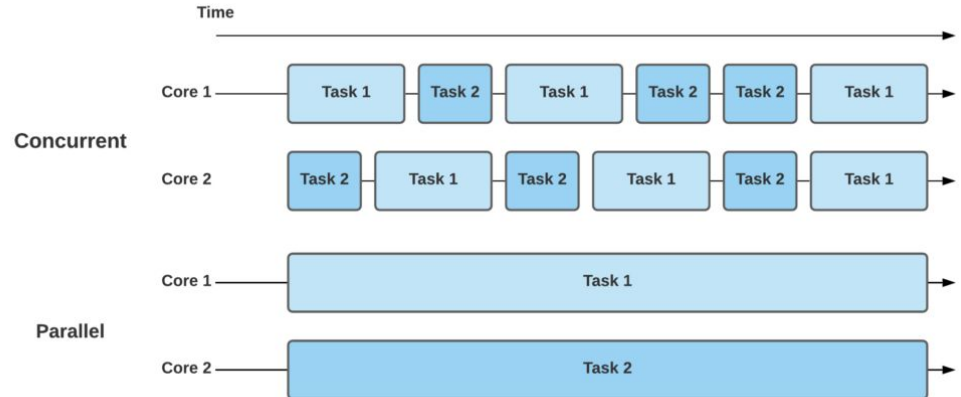 Time
Core 1 Task 1 Task 2 Task 1 Task 2 Task 2 Task 1
Concurrent
Core 2 Task 2 Task 1 Task 2 Task 1 Task 2 Task 1
Core 1 Task 1
Parallel
Core 2 Task 2